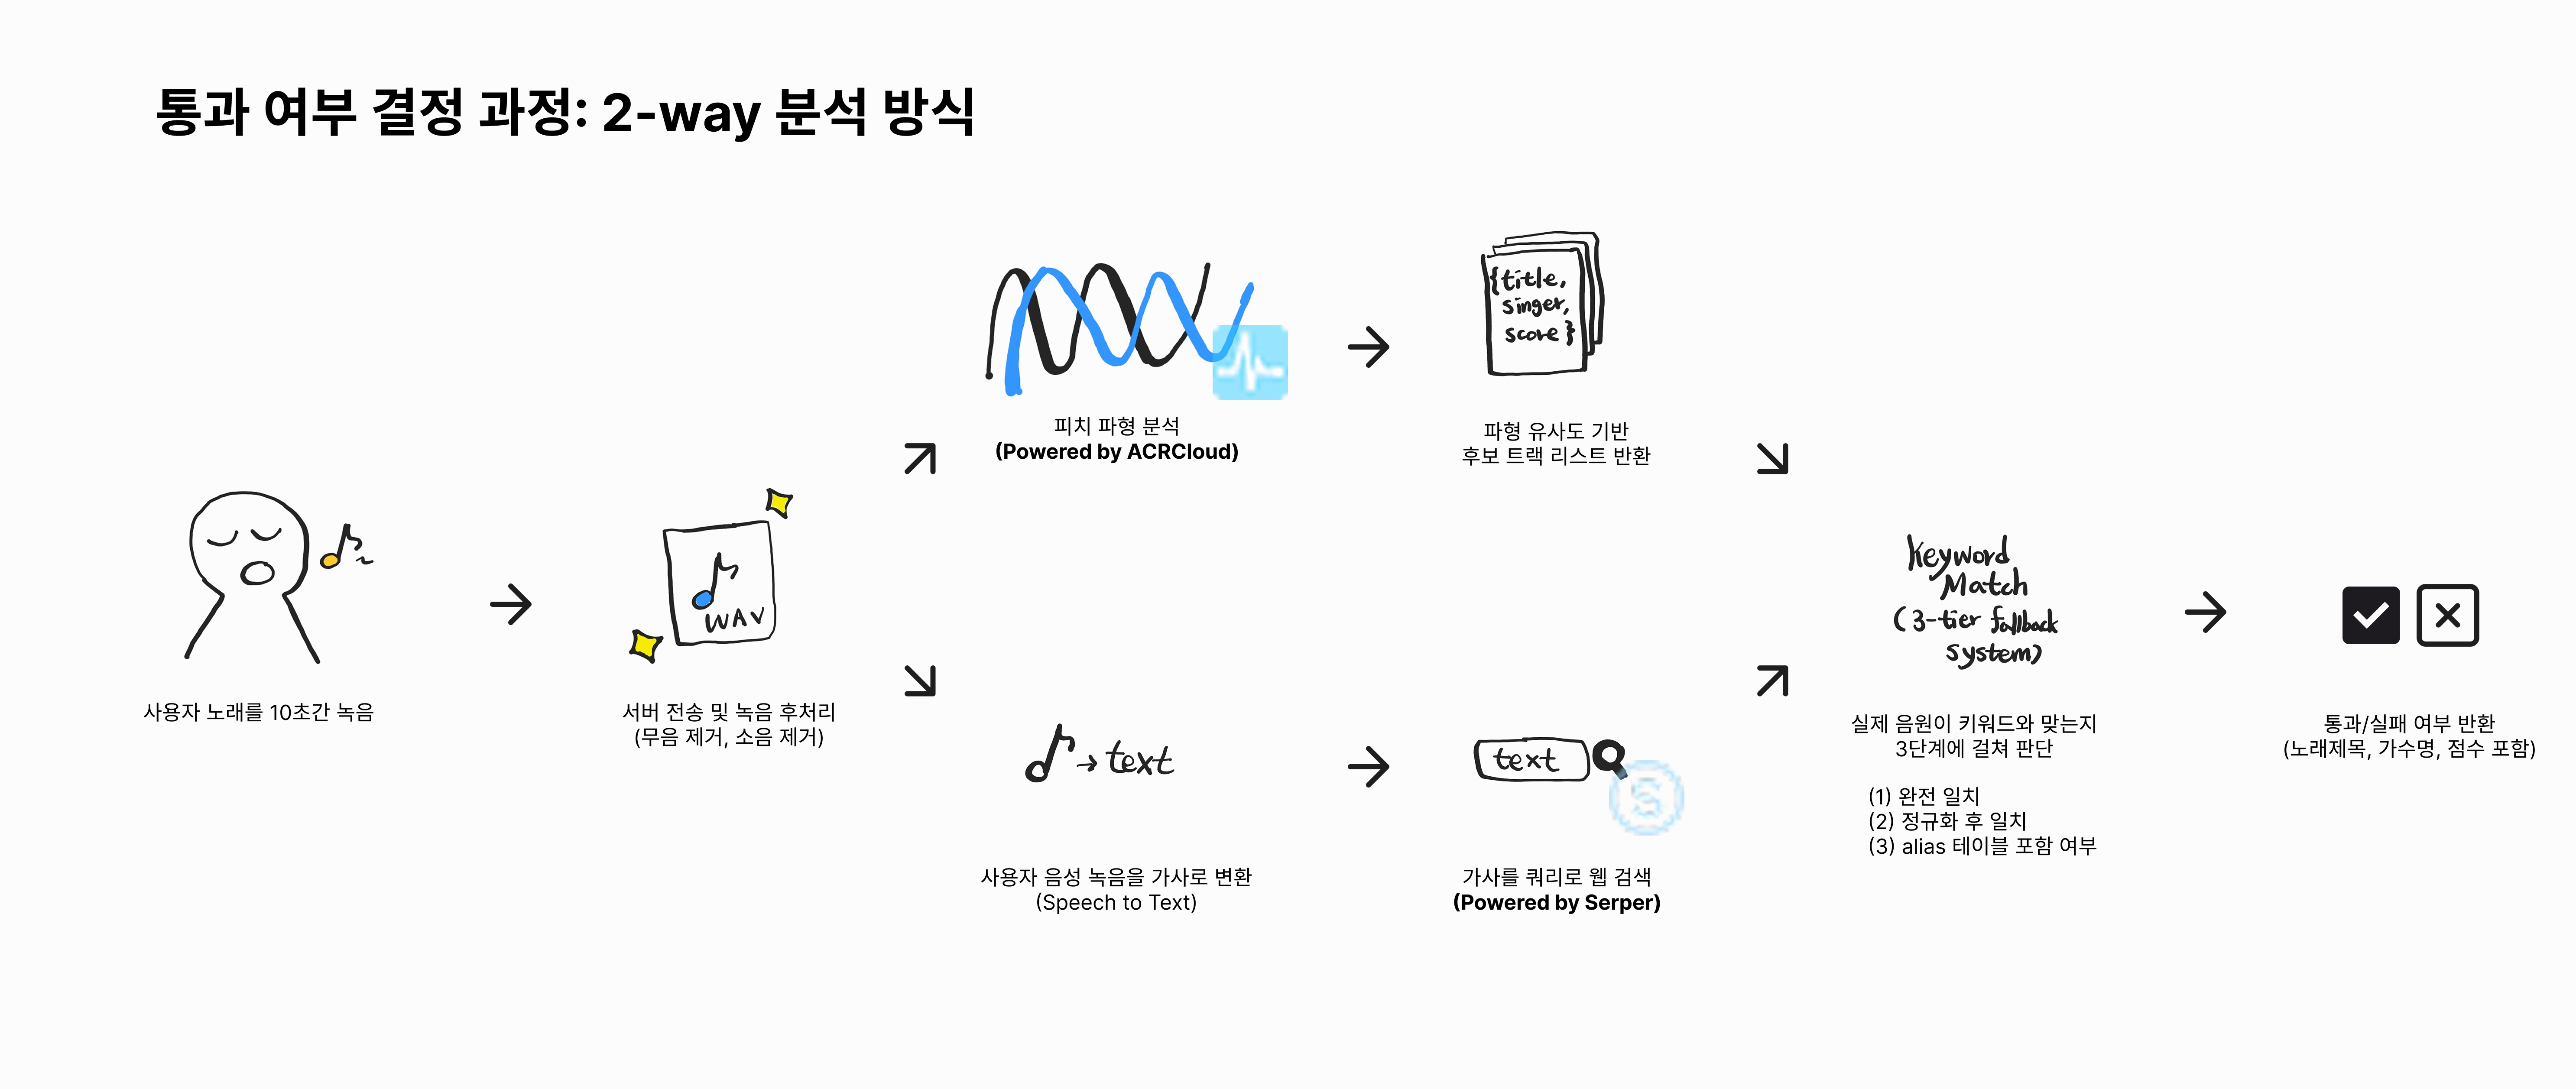 통과 여부 결정 과정: 2-way 분석 방식
사용자 노래를 10초간 녹음
WAV
서버 전송 및 녹음 후처리
(무음 제거, 소음 제거)
피치 파형 분석
(Powered by ACRCloud)
{title,
singer,
score}
파형 유사도 기반
후보 트랙 리스트 반환
→ text
사용자 음성 녹음을 가사로 변환
(Speech to Text)
text
S
가사를 쿼리로 웹 검색
(Powered by Serper)
Keyword
Match
(3-tier fallback
system)
실제 음원이 키워드와 맞는지
3단계에 걸쳐 판단
(1) 완전 일치
(2) 정규화 후 일치
(3) alias 테이블 포함 여부
통과/실패 여부 반환
(노래제목, 가수명, 점수 포함)